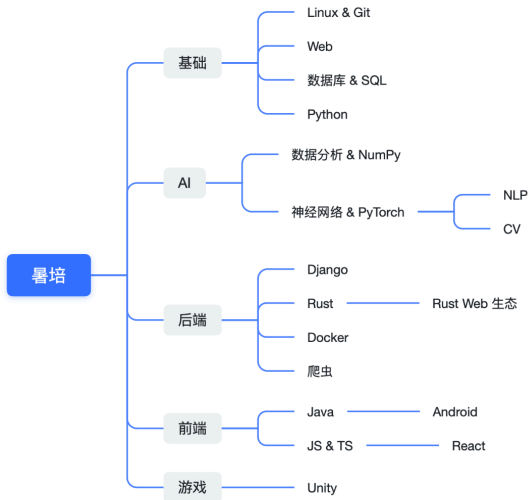 暑培
基础
Linux & Git
Web
数据库 & SQL
Python
AI
数据分析 & NumPy
神经网络 & PyTorch
NLP
CV
后端
Django
Rust
Rust Web 生态
Docker
爬虫
前端
Java
Android
JS & TS
React
游戏
Unity